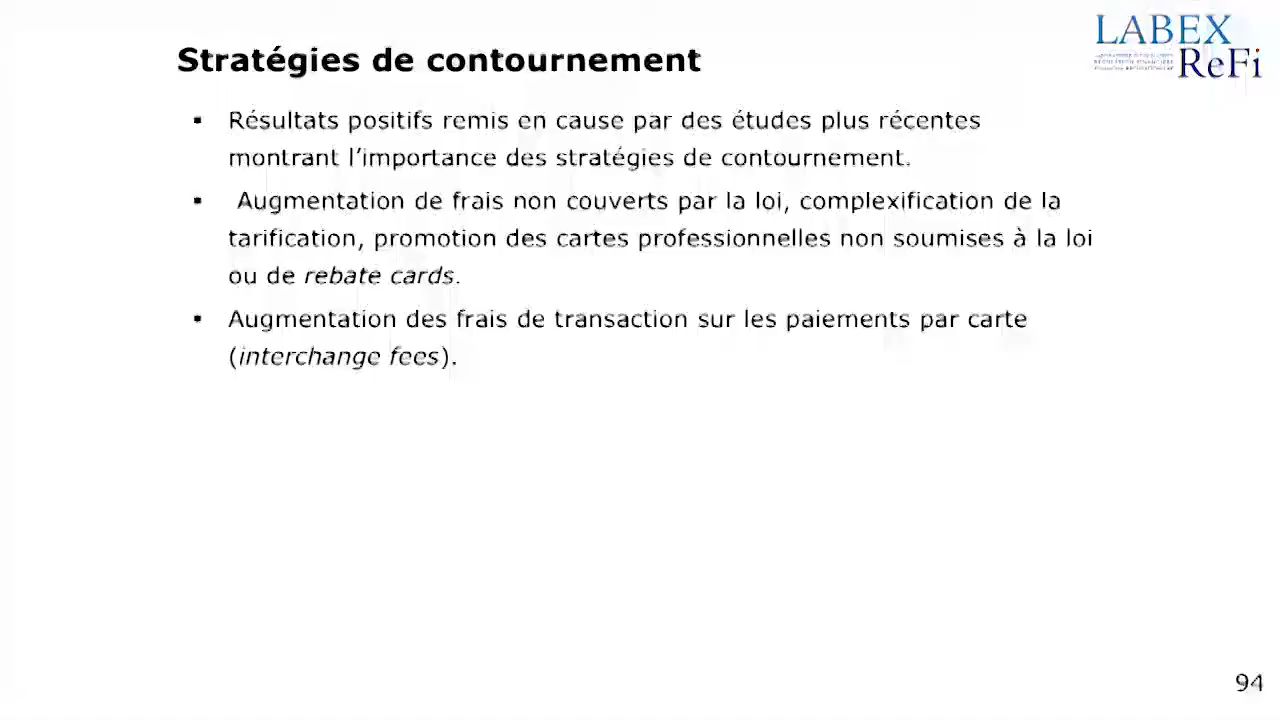 LABEX
ReFi
Stratégies de contournement
▪ Résultats positifs remis en cause par des études plus récentes
montrant l’importance des stratégies de contournement.
▪ Augmentation de frais non couverts par la loi, complexification de la
tarification, promotion des cartes professionnelles non soumises à la loi
ou de rebate cards.
▪ Augmentation des frais de transaction sur les paiements par carte
(interchange fees).
94